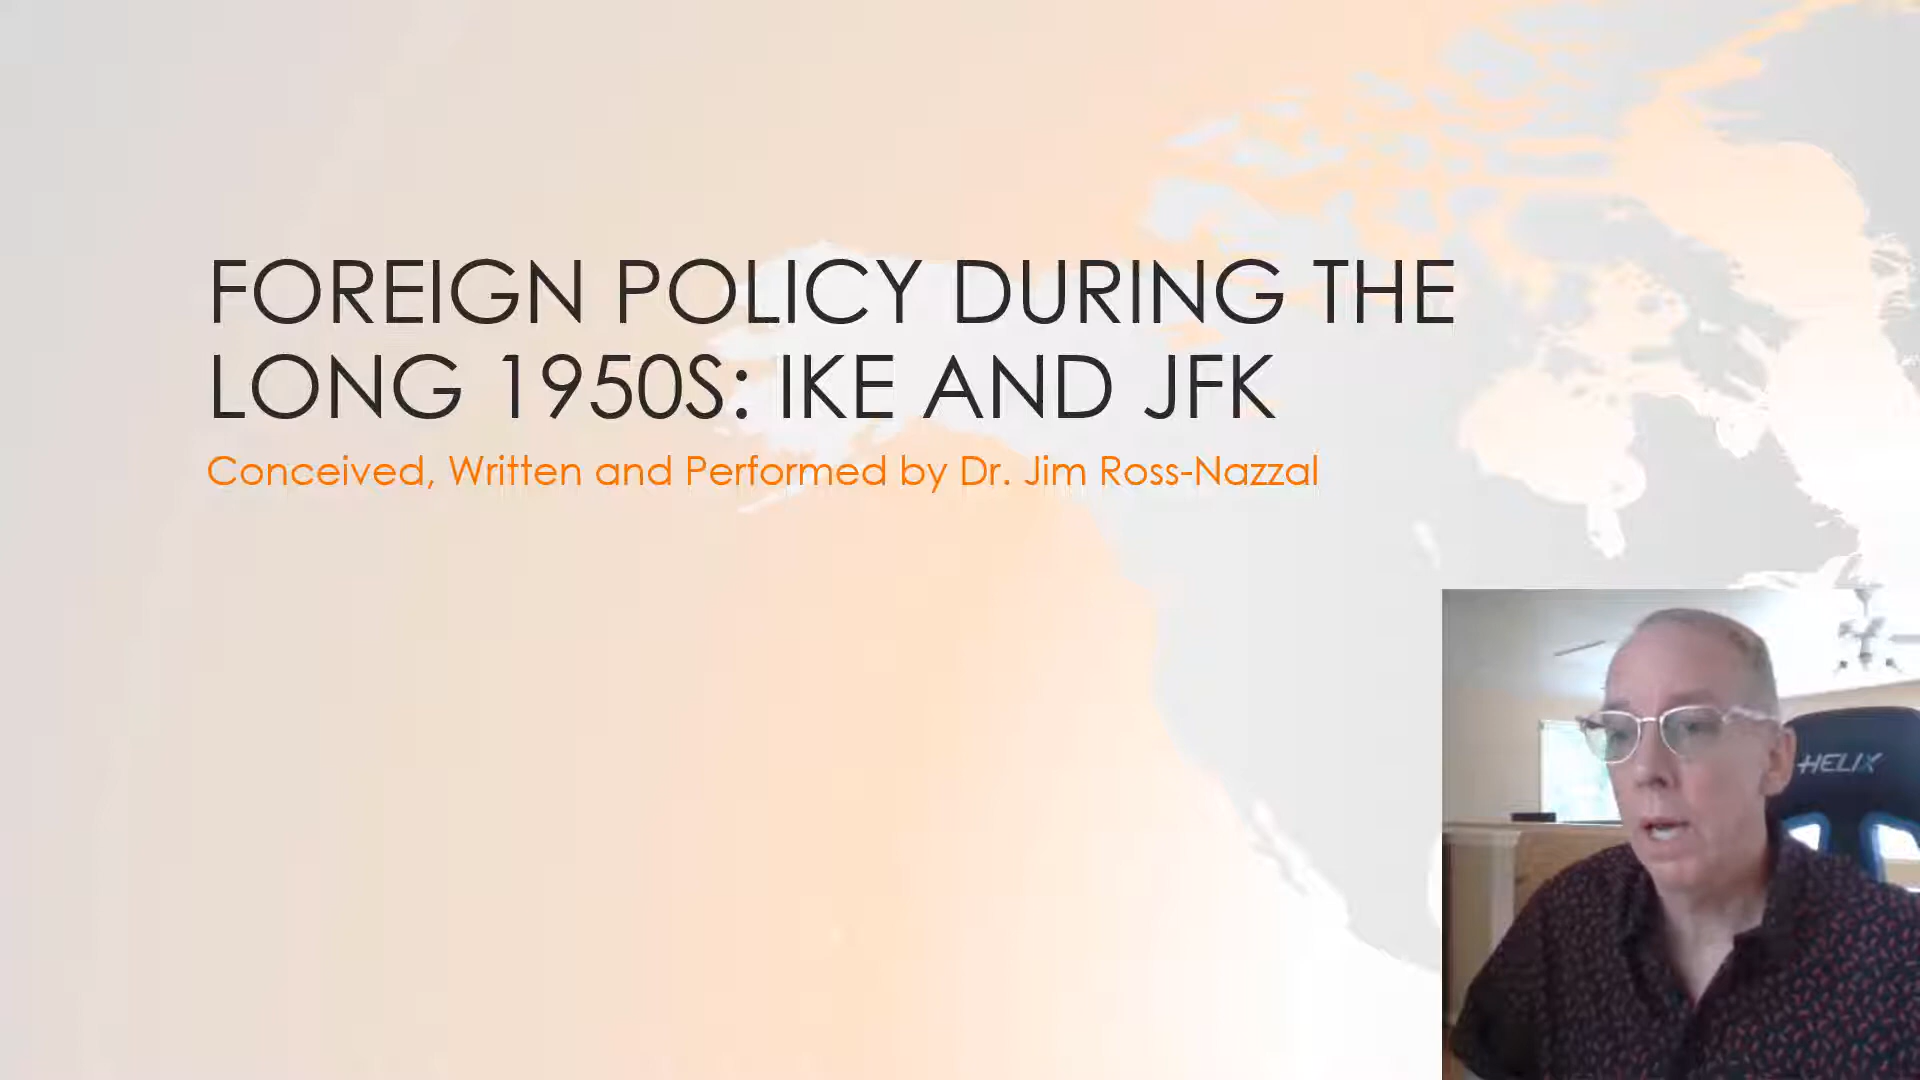 FOREIGN POLICY DURING THE
LONG 1950S: IKE AND JFK
Conceived, Written and Performed by Dr. Jim Ross-Nazzal
HELIX